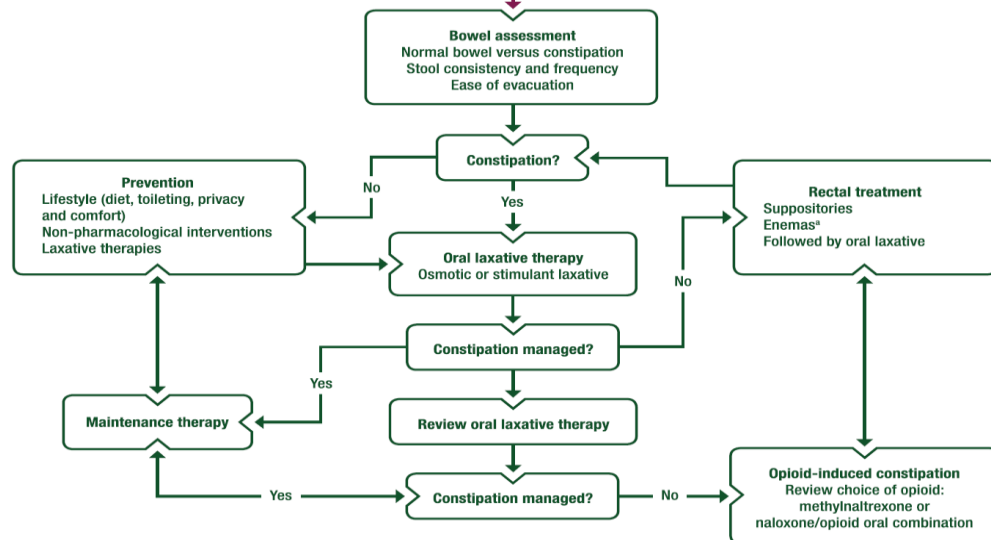 Bowel assessment
Normal bowel versus constipation
Stool consistency and frequency
Ease of evacuation
Constipation?
No
Yes
Prevention
Lifestyle (diet, toileting, privacy
and comfort)
Non-pharmacological interventions
Laxative therapies
Rectal treatment
Suppositories
Enemasᵃ
Followed by oral laxative
Oral laxative therapy
Osmotic or stimulant laxative
No
Constipation managed?
Yes
Maintenance therapy
Review oral laxative therapy
Yes
Constipation managed?
No
Opioid-induced constipation
Review choice of opioid:
methylnaltrexone or
naloxone/opioid oral combination